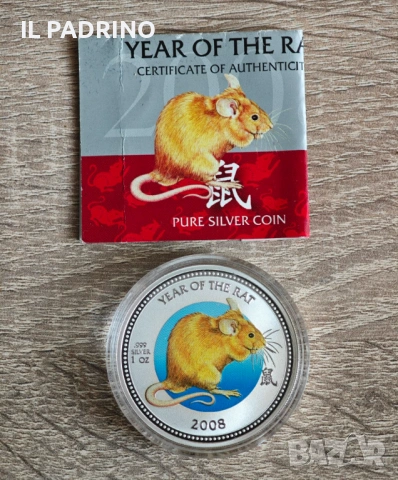 IL PADRINO
YEAR OF THE RA
CERTIFICATE OF AUTHENTICIT
鼠
PURE SILVER COIN
YEAR OF THE RAT
.999
SILVER
1 OZ
鼠
2008
BAZAR